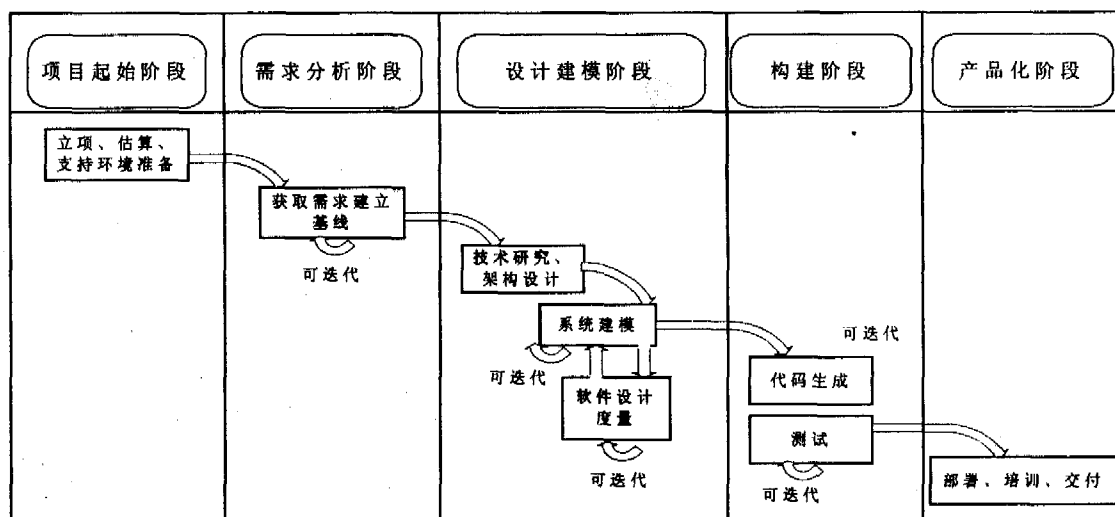 项目起始阶段
需求分析阶段
设计建模阶段
构建阶段
产品化阶段
立项、估算、
支持环境准备
获取需求建立
基线
可迭代
技术研究、
架构设计
系统建模
可迭代
软件设计
度量
可迭代
可迭代
代码生成
测试
可迭代
部署、培训、交付